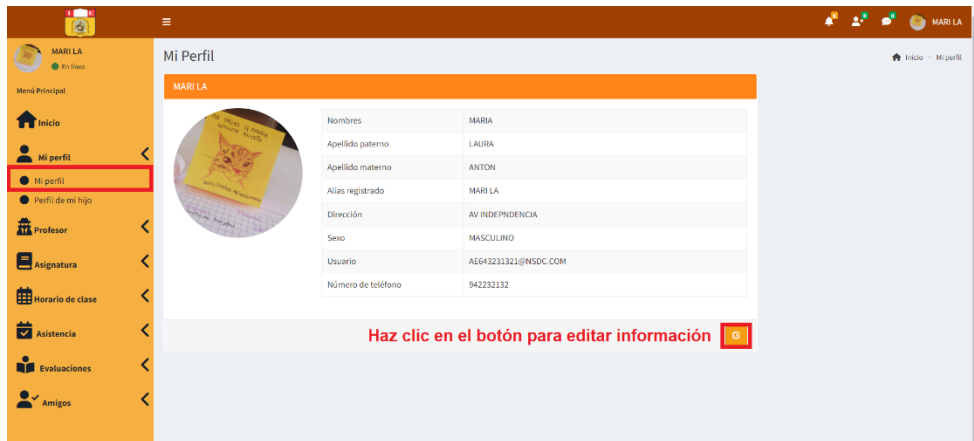 MARI LA
MARI LA
En línea
Mi Perfil
Inicio
Mi perfil
Menú Principal
MARI LA
Inicio
Mi perfil
Mi perfil
Perfil de mi hijo
Profesor
Asignatura
Horario de clase
Asistencia
Evaluaciones
Amigos
Nombres MARIA
Apellido paterno LAURA
Apellido materno ANTON
Alias registrado MARI LA
Dirección AV INDEPNDENCIA
Sexo MASCULINO
Usuario AE643231321@NSDC.COM
Número de teléfono 942232132
Haz clic en el botón para editar información